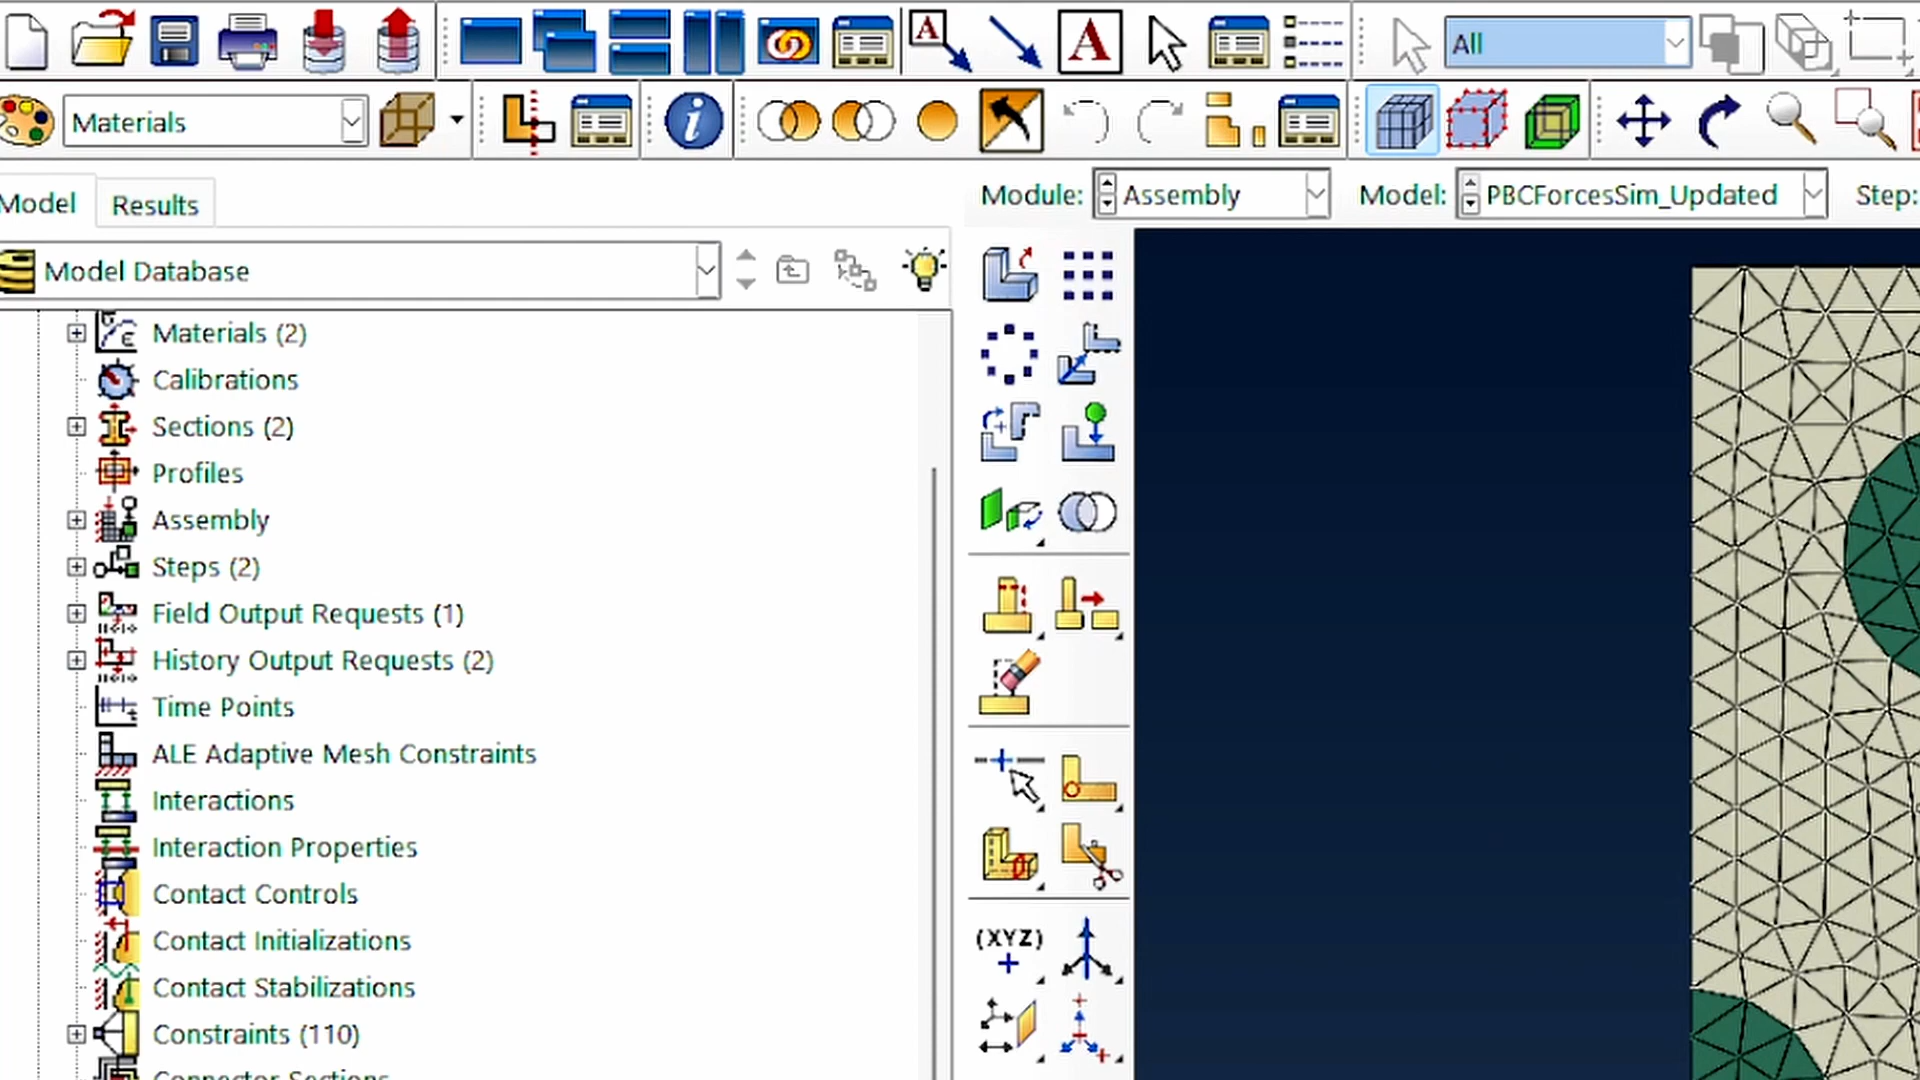 A
A
All
Materials
i
Module: Assembly Model: PBCForcesSim_Updated Step:
Model Results
Model Database
Materials (2)
Calibrations
Sections (2)
Profiles
Assembly
Steps (2)
Field Output Requests (1)
History Output Requests (2)
Time Points
ALE Adaptive Mesh Constraints
Interactions
Interaction Properties
Contact Controls
Contact Initializations
Contact Stabilizations
Constraints (110)
Connector Sections
(XYZ)